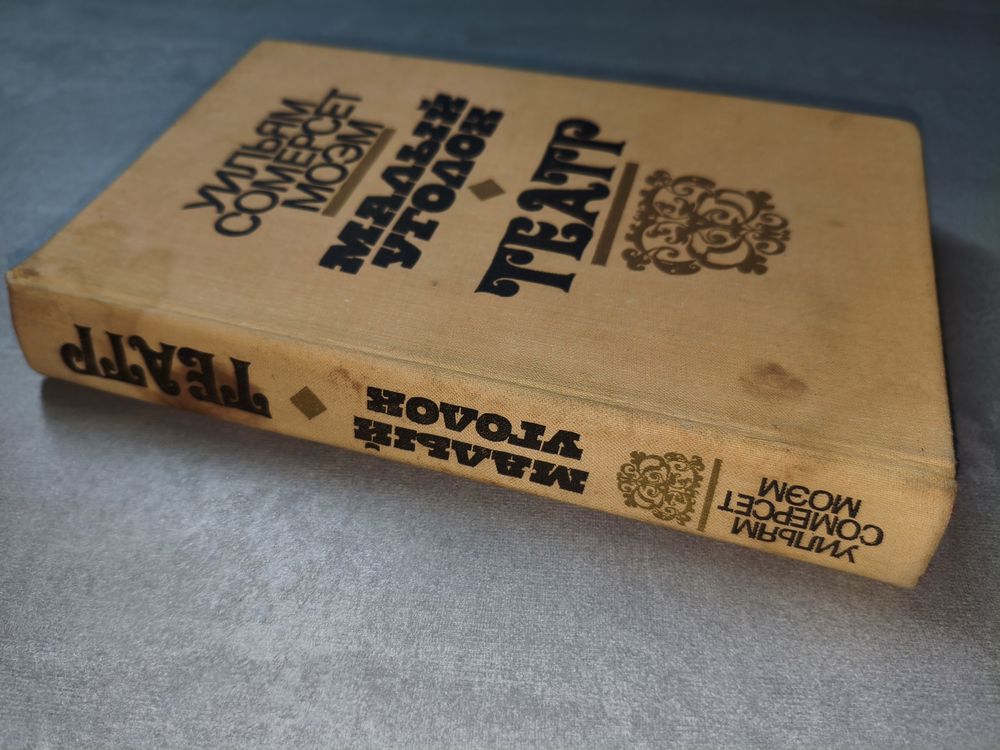 УИЛЬЯМ
СОМЕРСЕТ
МОЭМ
МАЛЫЙ
УГОЛОК
ТЕАТР
УИЛЬЯМ
СОМЕРСЕТ
МОЭМ
МАЛЫЙ
УГОЛОК
ТЕАТР